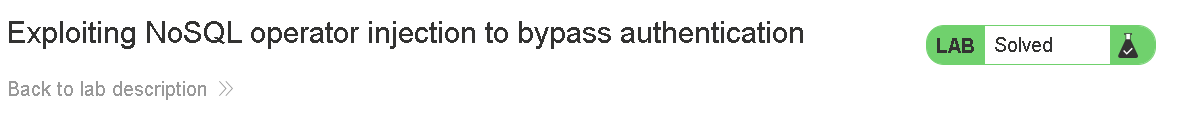 Exploiting NoSQL operator injection to bypass authentication
LAB Solved
Back to lab description